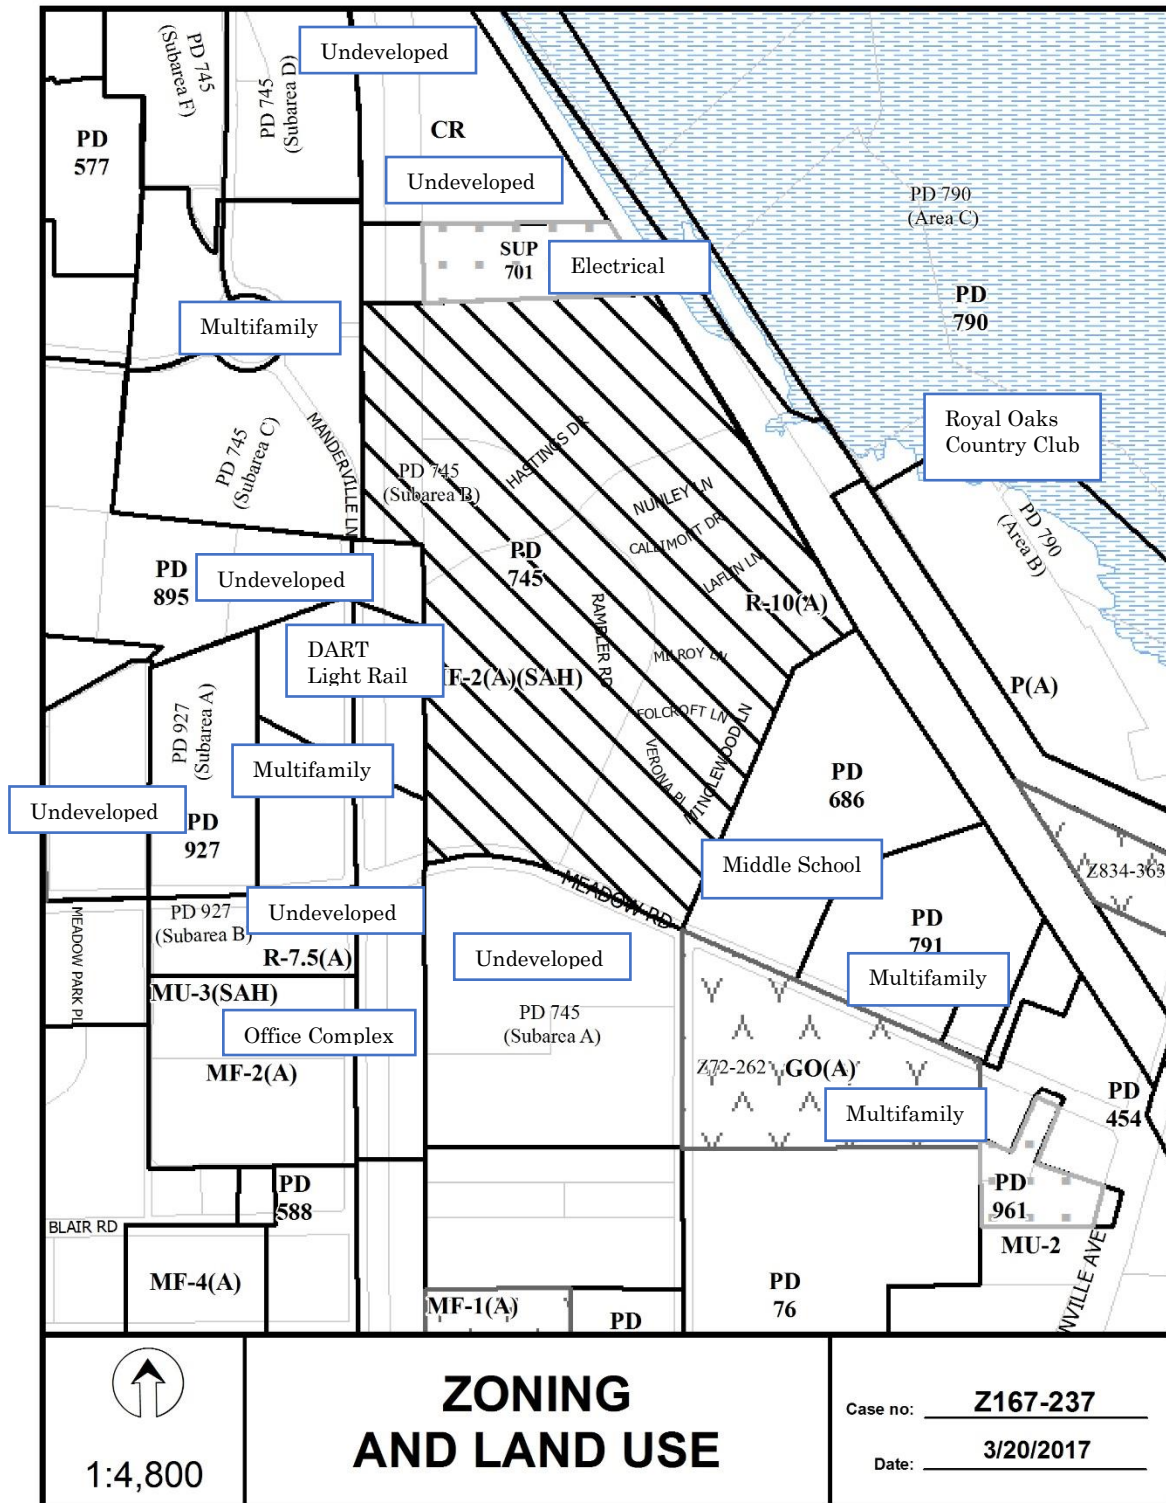 PD 745
(Subarea F)
PD 745
(Subarea D)
Undeveloped
PD
577
CR
Undeveloped
PD 790
(Area C)
SUP
701
Electrical
PD
790
Multifamily
Royal Oaks
Country Club
MANDERVILLE LN
PD 745
(Subarea C)
PD 745
(Subarea B)
HASTINGS DR
NUNLEY LN
CALLIMONT DR
LAFLIN LN
PD 790
(Area B)
PD
895
Undeveloped
PD
745
R-10(A)
RAMBLER RD
DART
Light Rail
MF-2(A)(SAH)
MILROY LN
P(A)
PD 927
(Subarea A)
FOLCROFT LN
VERONA PL
WINGLEWOOD LN
Multifamily
PD
686
Undeveloped
PD
927
Middle School
Z834-363
MEADOW RD
MEADOW PARK PL
PD 927
(Subarea B)
Undeveloped
R-7.5(A)
Undeveloped
PD
791
Multifamily
MU-3(SAH)
Office Complex
PD 745
(Subarea A)
MF-2(A)
Z72-262
GO(A)
Multifamily
PD
454
PD
588
PD
961
MU-2
BLAIR RD
MF-4(A)
MF-1(A)
PD
PD
76
NVILLE AVE
1:4,800
ZONING
AND LAND USE
Case no: Z167-237
Date: 3/20/2017